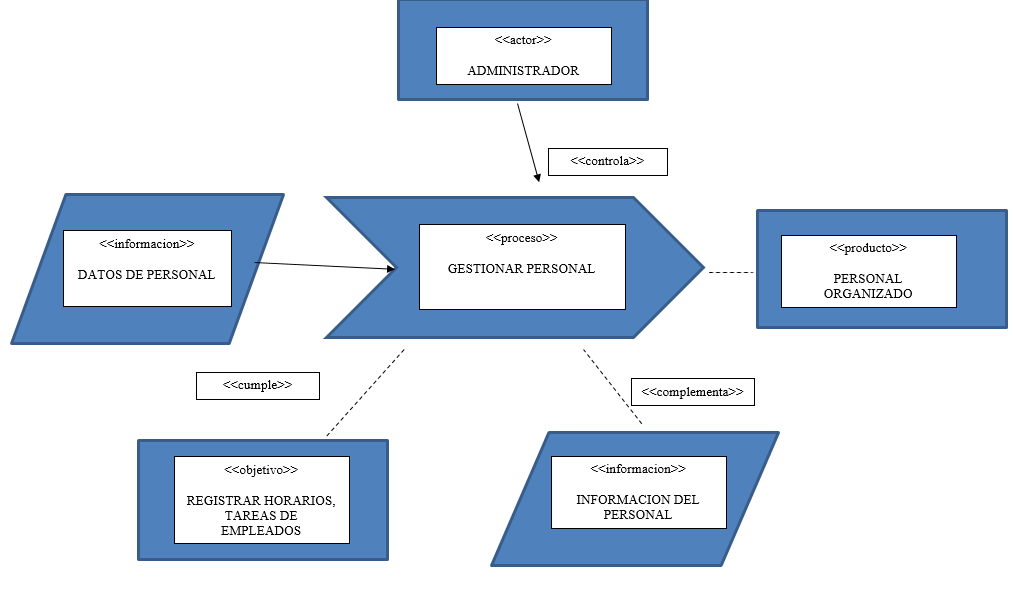 <<actor>>
ADMINISTRADOR
<<controla>>
<<informacion>>
DATOS DE PERSONAL
<<proceso>>
GESTIONAR PERSONAL
<<producto>>
PERSONAL
ORGANIZADO
<<cumple>>
<<complementa>>
<<objetivo>>
REGISTRAR HORARIOS,
TAREAS DE
EMPLEADOS
<<informacion>>
INFORMACION DEL
PERSONAL